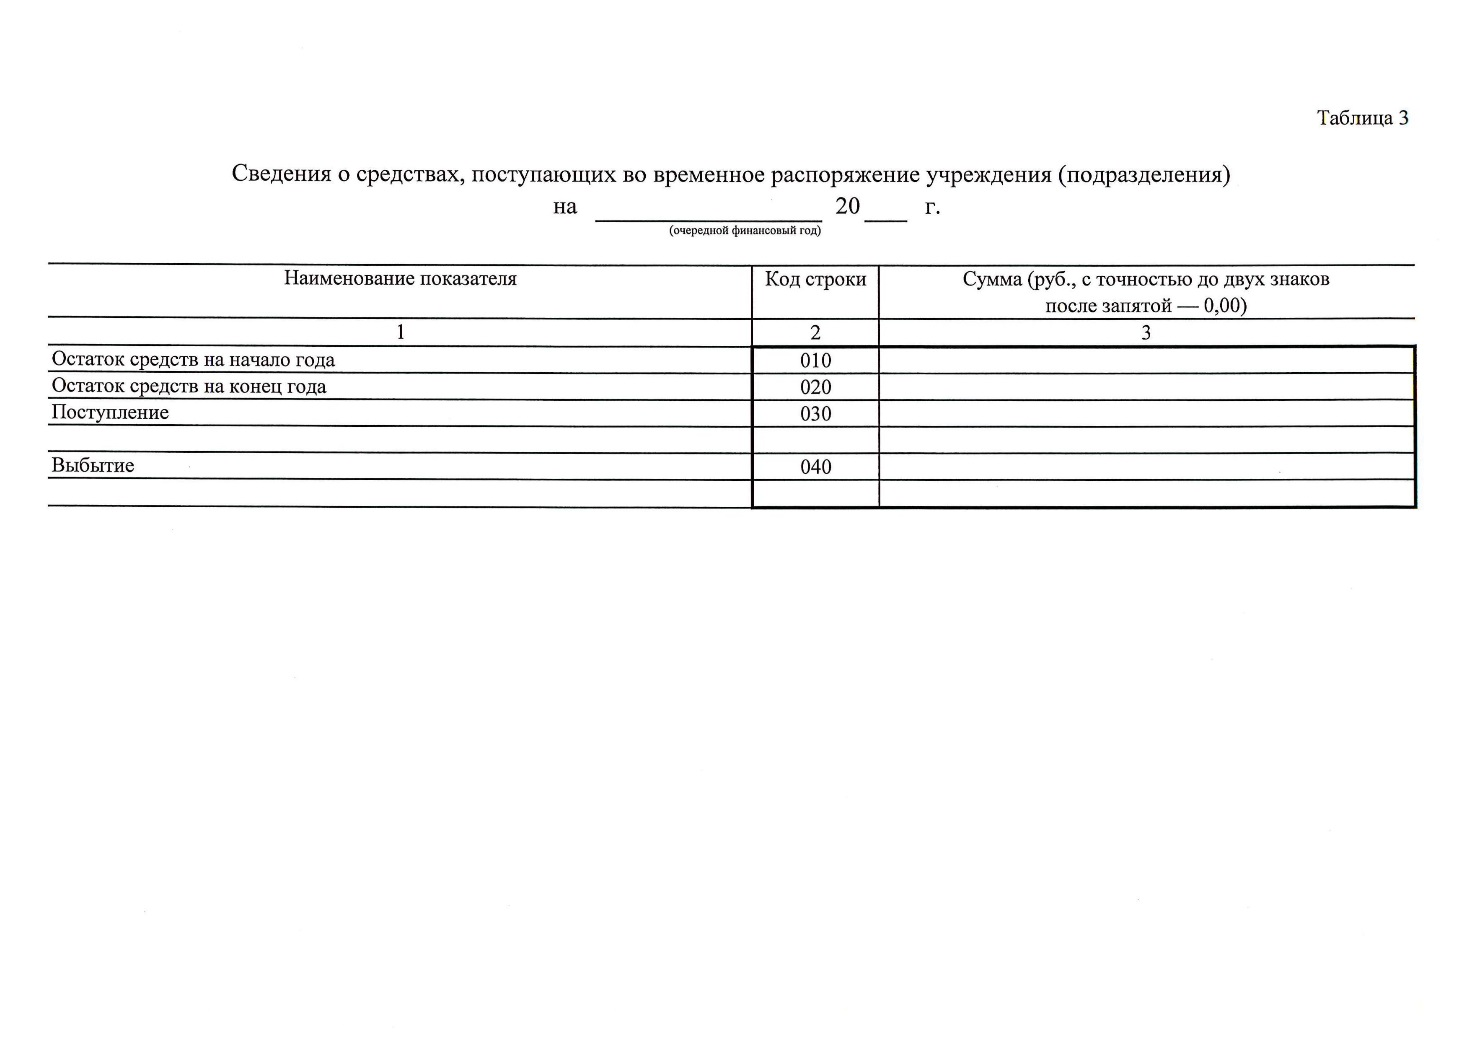 Таблица 3
Сведения о средствах, поступающих во временное распоряжение учреждения (подразделения)
на ____________________ 20 ____ г.
(очередной финансовый год)
Наименование показателя Код строки Сумма (руб., с точностью до двух знаков
после запятой — 0,00)
1 2 3
Остаток средств на начало года 010
Остаток средств на конец года 020
Поступление 030
Выбытие 040